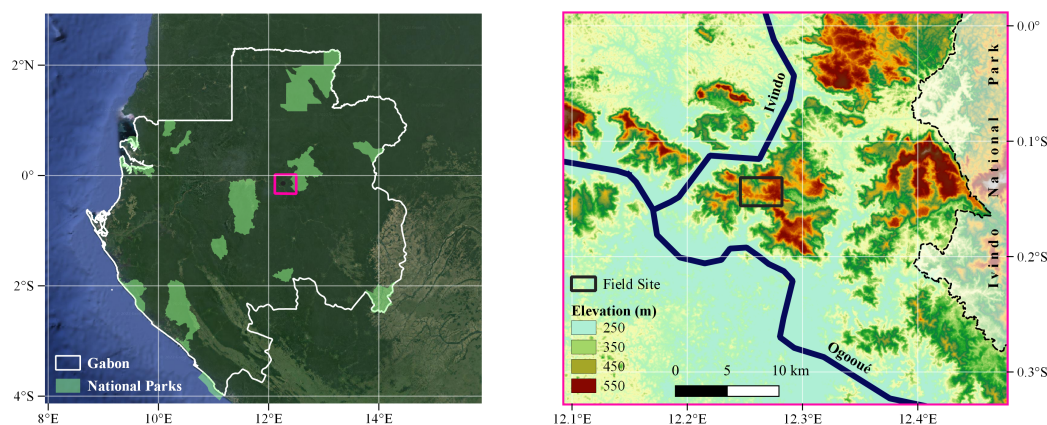 2°N
0°
2°S
4°S
Gabon
National Parks
8°E
10°E
12°E
14°E
Ivindo
Ivindo National Park
Field Site
Elevation (m)
250
350
450
550
Ogooué
0
5
10 km
0.0°
0.1°S
0.2°S
0.3°S
12.1°E
12.2°E
12.3°E
12.4°E